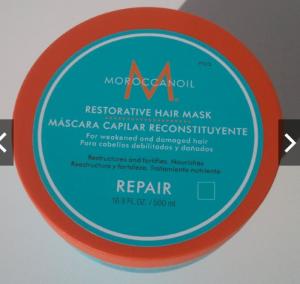 M
MOROCCANOIL
RESTORATIVE HAIR MASK
MÁSCARA CAPILAR RECONSTITUYENTE
For weakened and damaged hair
Para cabellos debilitados y dañados
Restructures and fortifies. Nourishes
Reestructura y fortaleza. Tratamiento nutriente
REPAIR
16.9 FL. OZ. / 500 ml